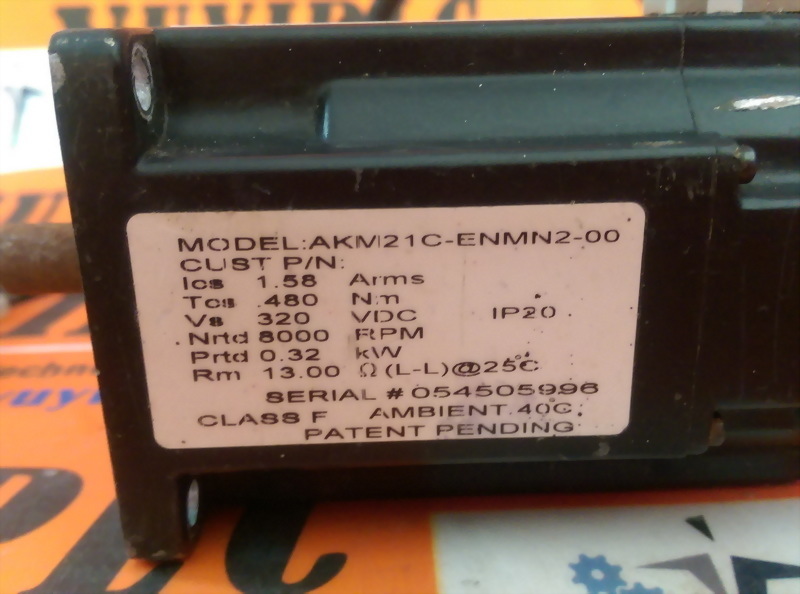 MODEL:AKM21C-ENMN2-00
CUST P/N:
Ics 1.58 Arms
Tcs .480 N.m
Vs 320 VDC IP20
Nrtd 8000 RPM
Prtd 0.32 kW
Rm 13.00 Ω (L-L)@25°C
SERIAL # 054505996
CLASS F AMBIENT 40C
PATENT PENDING